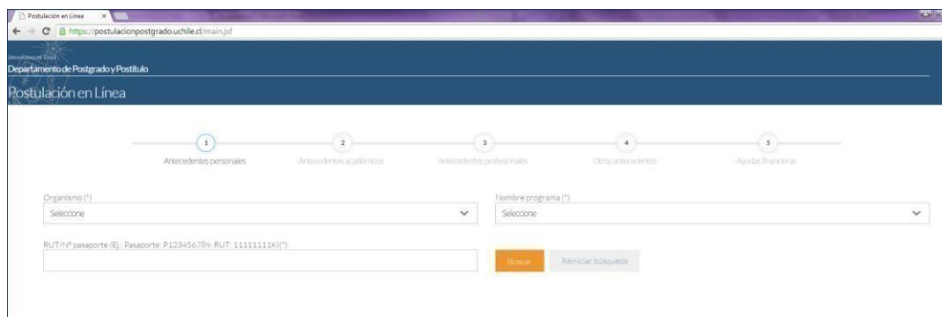 Postulación en Línea
https://postulacionpostgrado.uchile.cl/main.jsf
Departamento de Postgrado y Postítulo
Postulación en Línea
1 2 3 4 5
Antecedentes personales Antecedentes académicos Antecedentes profesionales Otros antecedentes Ayudas financieras
Organismo (*) Nombre programa (*)
Seleccione Seleccione
RUT/Nº pasaporte (Ej.: Pasaporte: P123456789, RUT: 11111111K)(*):
Buscar Reiniciar búsqueda